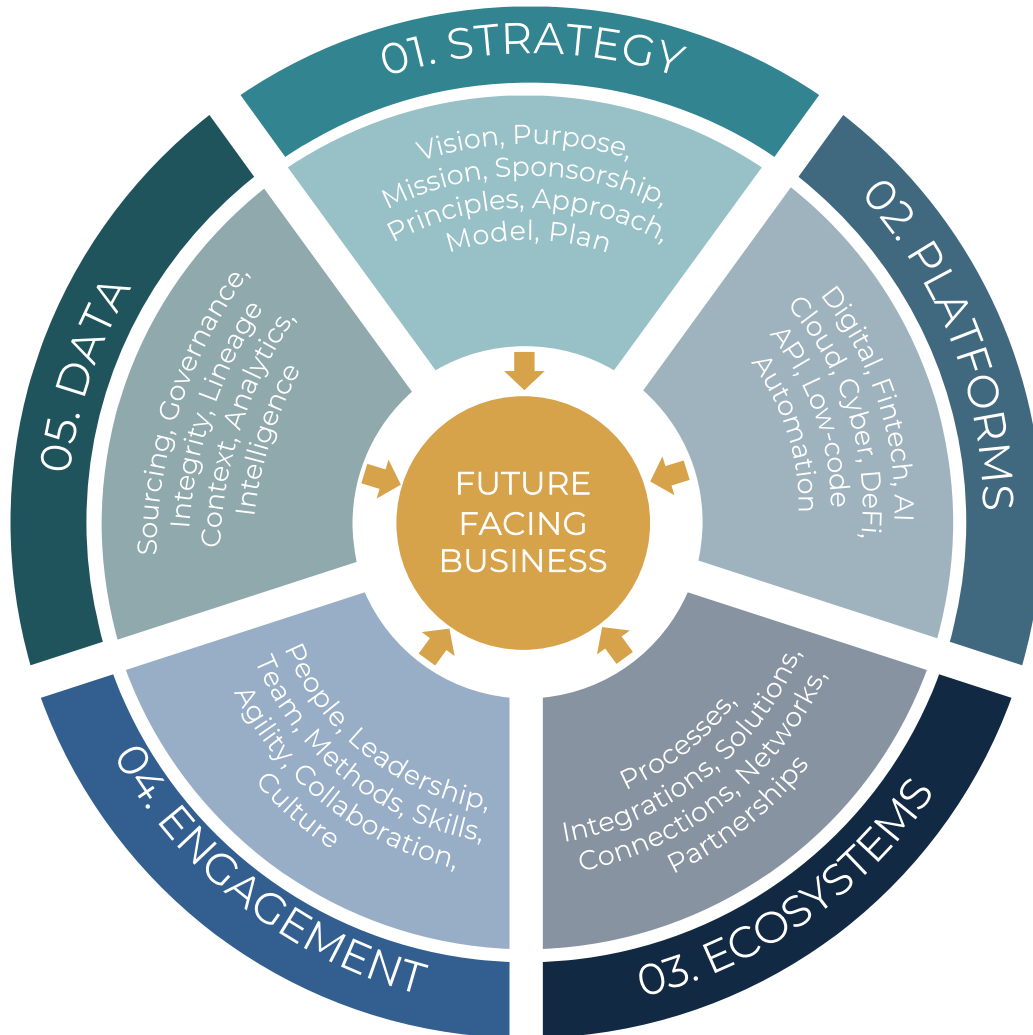 01. STRATEGY
Vision, Purpose,
Mission, Sponsorship,
Principles, Approach,
Model, Plan
02. PLATFORMS
Digital, Fintech, AI
Cloud, Cyber, DeFi,
API, Low-code
Automation
03. ECOSYSTEMS
Processes,
Integrations, Solutions,
Connections, Networks,
Partnerships
04. ENGAGEMENT
People, Leadership,
Team, Methods, Skills,
Agility, Collaboration,
Culture
05. DATA
Sourcing, Governance,
Integrity, Lineage
Context, Analytics,
Intelligence
FUTURE
FACING
BUSINESS